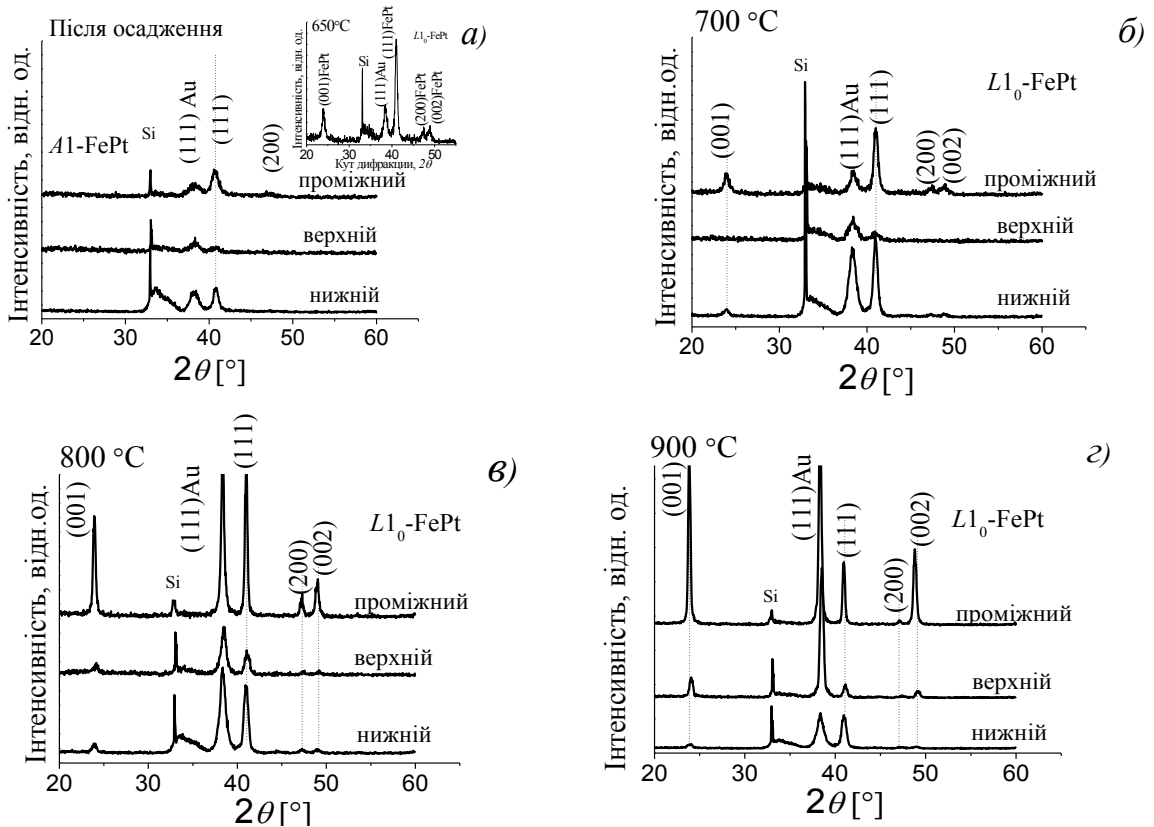 Після осадження
а)
Інтенсивність, відн. од.
A1-FePt
Si
(111) Au
(111)
(200)
проміжний
верхній
нижній
20 30 40 50 60
2θ [°]
650°C
L1₀-FePt
Інтенсивність, відн. од.
(001)FePt
Si
(111)Au
(111)FePt
(200)FePt
(002)FePt
20 30 40 50
Кут дифракции, 2θ
700 °C
б)
Інтенсивність, відн. од.
L1₀-FePt
(001)
Si
(111)Au
(111)
(200)
(002)
проміжний
верхній
нижній
20 30 40 50 60
2θ [°]
800 °C
в)
Інтенсивність, відн.од.
L1₀-FePt
(001)
Si
(111)Au
(111)
(200)
(002)
проміжний
верхній
нижній
20 30 40 50 60
2θ [°]
900 °C
г)
Інтенсивність, відн. од.
L1₀-FePt
(001)
Si
(111)Au
(111)
(200)
(002)
проміжний
верхній
нижній
20 30 40 50 60
2θ [°]